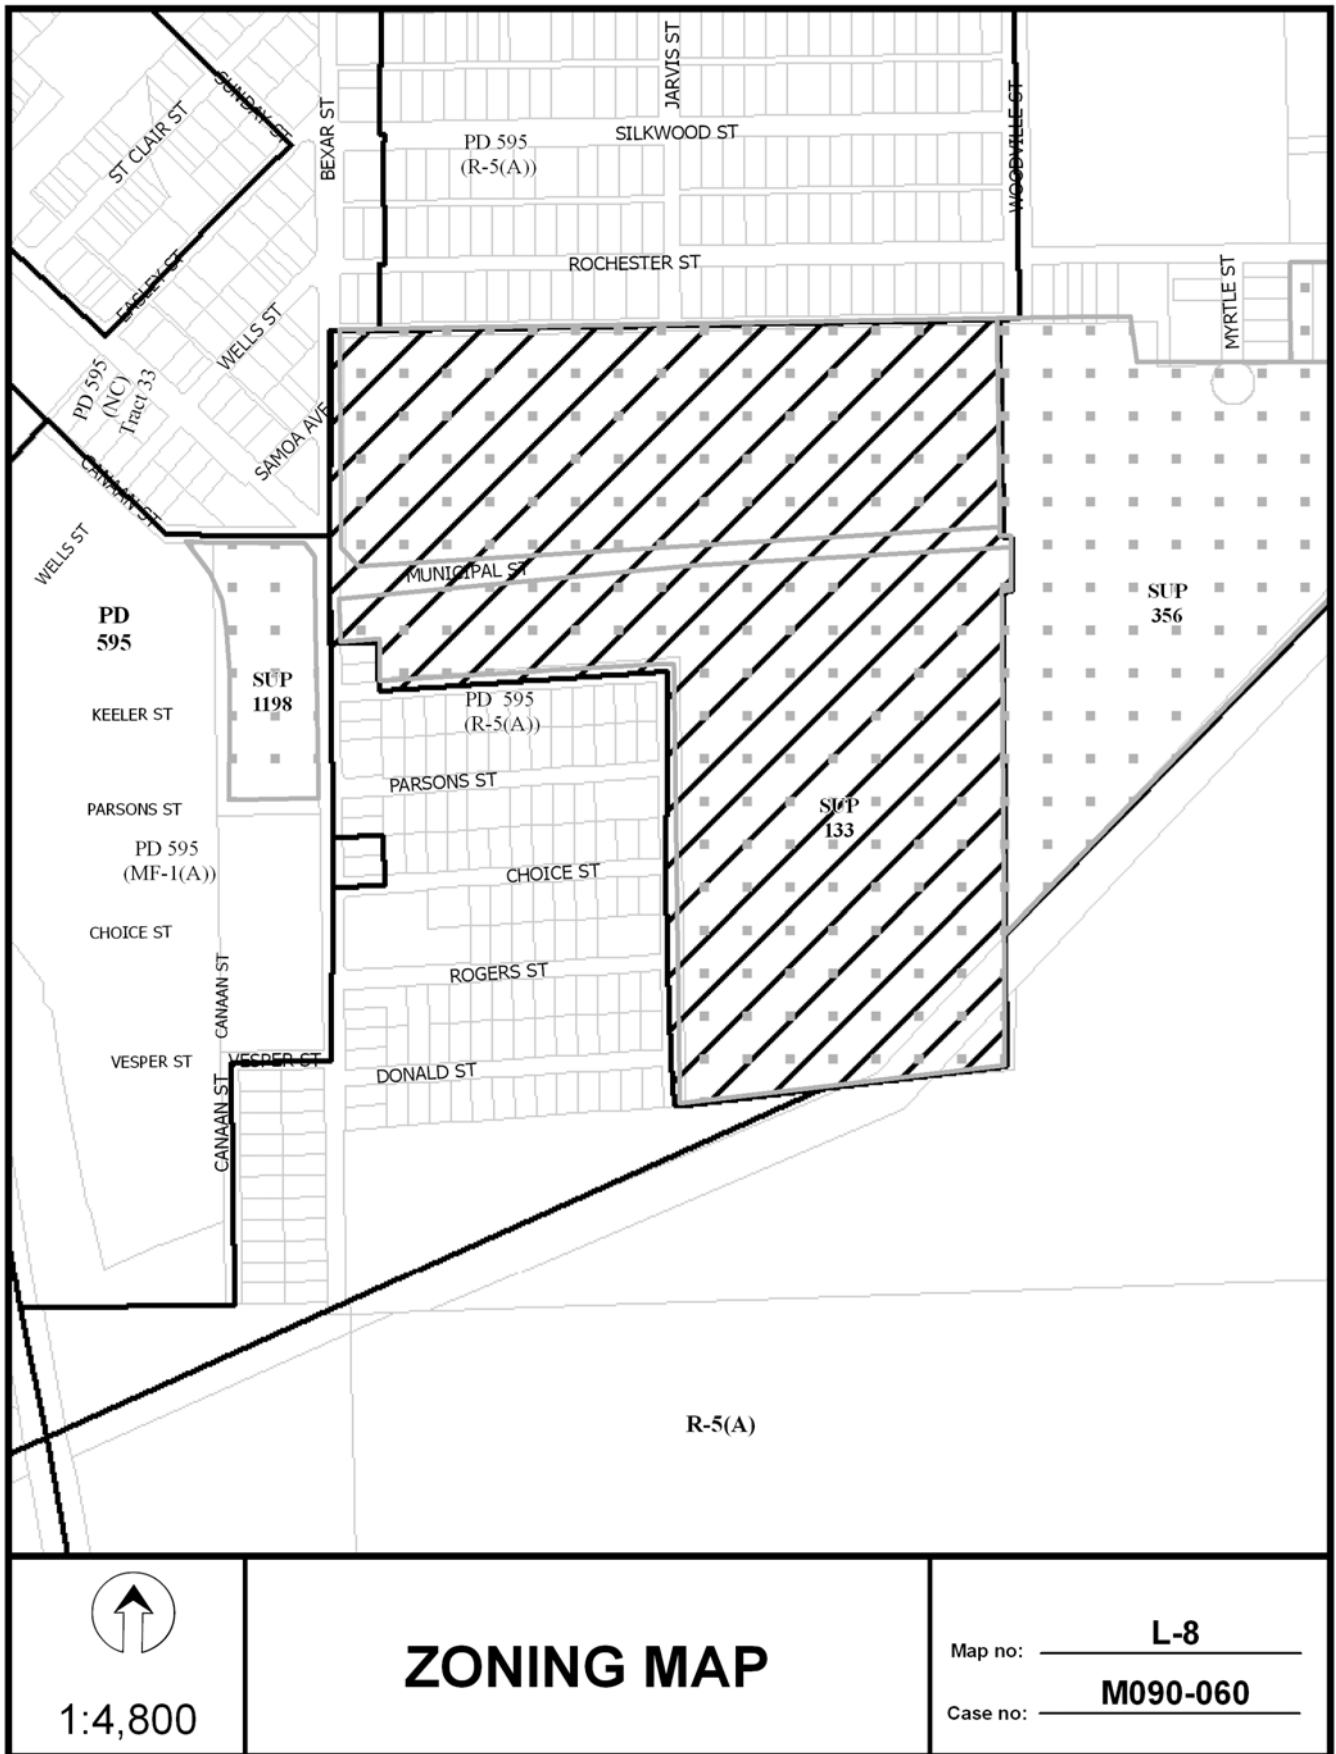 JARVIS ST
SUNDAY ST
BEXAR ST
ST CLAIR ST
SILKWOOD ST
PD 595
(R-5(A))
WOODVILLE ST
ROCHESTER ST
EASLEY ST
WELLS ST
MYRTLE ST
PD 595
(NC)
Tract 33
SAMOA AVE
CANAAN ST
WELLS ST
MUNICIPAL ST
PD
595
SUP
356
SUP
1198
PD 595
(R-5(A))
KEELER ST
PARSONS ST
PARSONS ST
SUP
133
PD 595
(MF-1(A))
CHOICE ST
CHOICE ST
CANAAN ST
ROGERS ST
VESPER ST
VESPER ST
DONALD ST
CANAAN ST
R-5(A)
1:4,800
ZONING MAP
Map no: L-8
Case no: M090-060